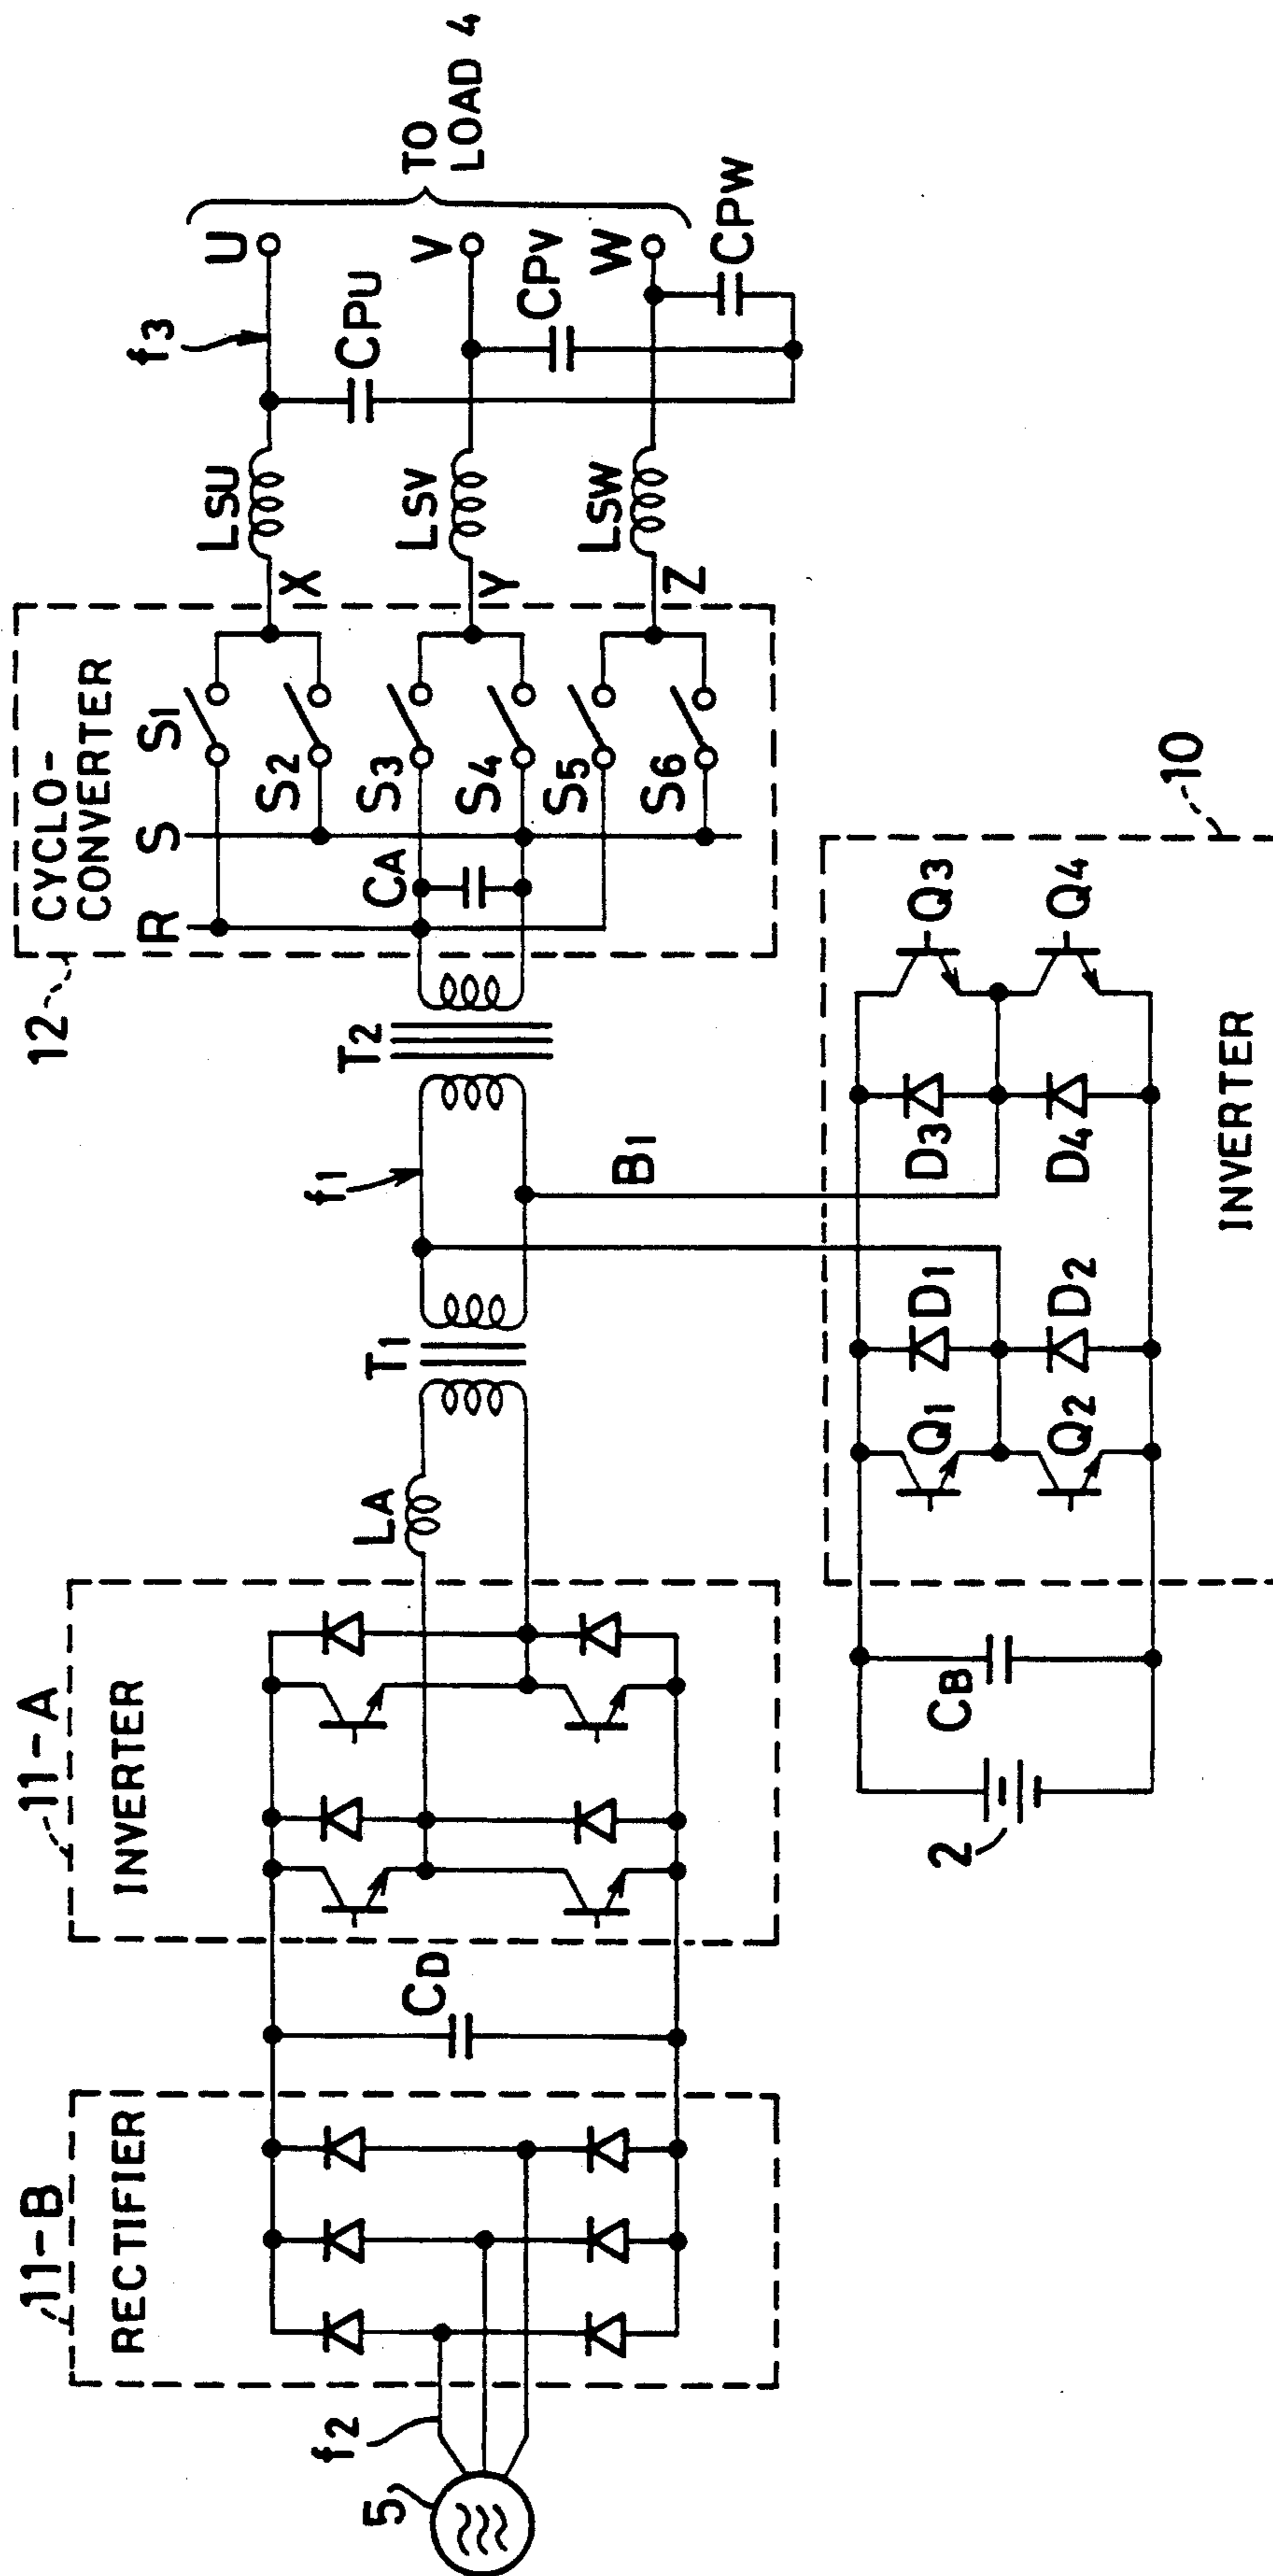 11-B
RECTIFIER
f2
5
CD
11-A
INVERTER
LA
T1
f1
B1
T2
12
CYCLO-
CONVERTER
R
S
CA
S1
S2
S3
S4
S5
S6
X
Y
Z
LSU
LSV
LSW
f3
CPU
CPV
CPW
U
V
W
TO
LOAD 4
2
CB
Q1
Q2
D1
D2
D3
D4
Q3
Q4
INVERTER
10